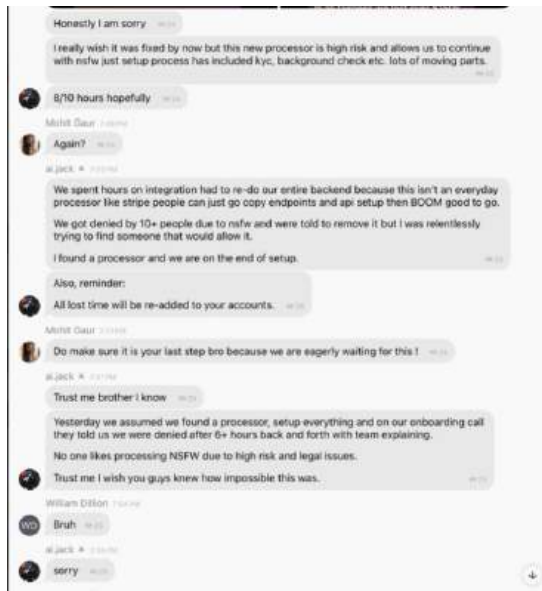 Honestly I am sorry
I really wish it was fixed by now but this new processor is high risk and allows us to continue
with nsfw just setup process has included kyc, background check etc. lots of moving parts.
8/10 hours hopefully
Mohit Gaur
Again?
ai.jack
We spent hours on integration had to re-do our entire backend because this isn't an everyday
processor like stripe people can just go copy endpoints and api setup then BOOM good to go.
We got denied by 10+ people due to nsfw and were told to remove it but I was relentlessly
trying to find someone that would allow it.
I found a processor and we are on the end of setup.
Also, reminder:
All lost time will be re-added to your accounts.
Mohit Gaur
Do make sure it is your last step bro because we are eagerly waiting for this !
ai.jack
Trust me brother I know
Yesterday we assumed we found a processor, setup everything and on our onboarding call
they told us we were denied after 6+ hours back and forth with team explaining.
No one likes processing NSFW due to high risk and legal issues.
Trust me I wish you guys knew how impossible this was.
William Dillon
WD
Bruh
ai.jack
sorry